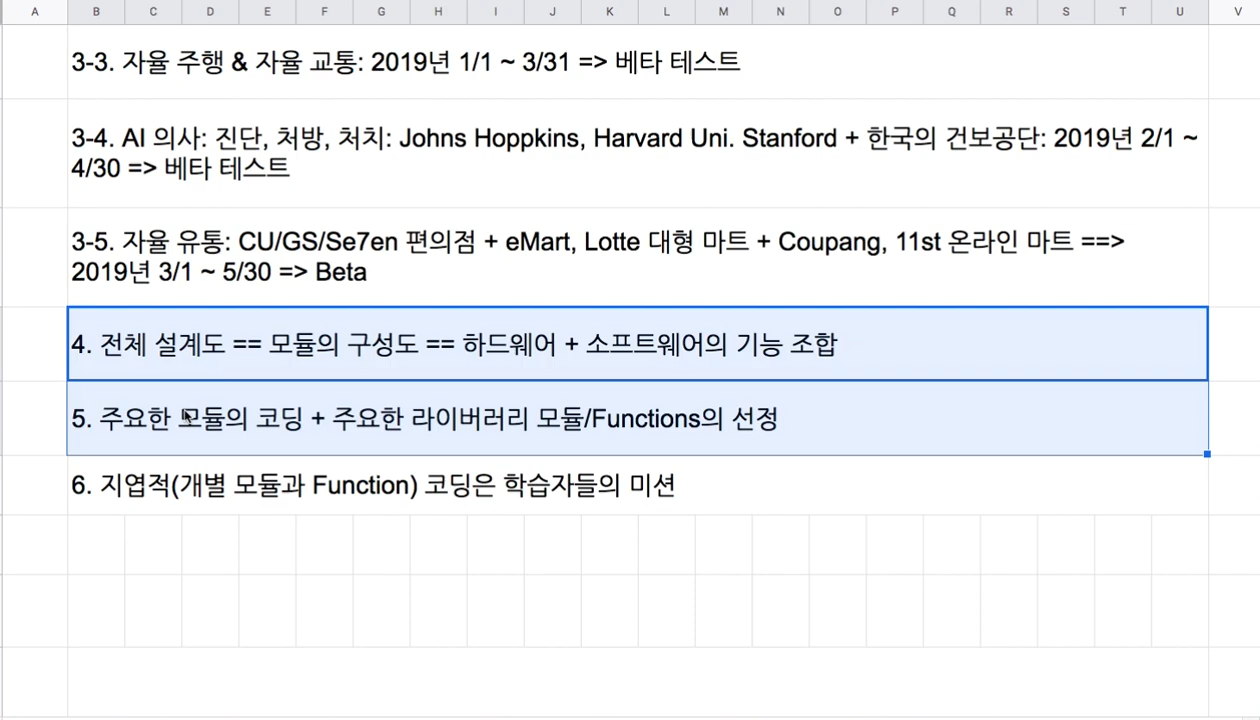 A B C D E F G H I J K L M N O P Q R S T U V
3-3. 자율 주행 & 자율 교통: 2019년 1/1 ~ 3/31 => 베타 테스트
3-4. AI 의사: 진단, 처방, 처치: Johns Hoppkins, Harvard Uni. Stanford + 한국의 건보공단: 2019년 2/1 ~
4/30 => 베타 테스트
3-5. 자율 유통: CU/GS/Se7en 편의점 + eMart, Lotte 대형 마트 + Coupang, 11st 온라인 마트 ==>
2019년 3/1 ~ 5/30 => Beta
4. 전체 설계도 == 모듈의 구성도 == 하드웨어 + 소프트웨어의 기능 조합
5. 주요한 모듈의 코딩 + 주요한 라이버러리 모듈/Functions의 선정
6. 지엽적(개별 모듈과 Function) 코딩은 학습자들의 미션